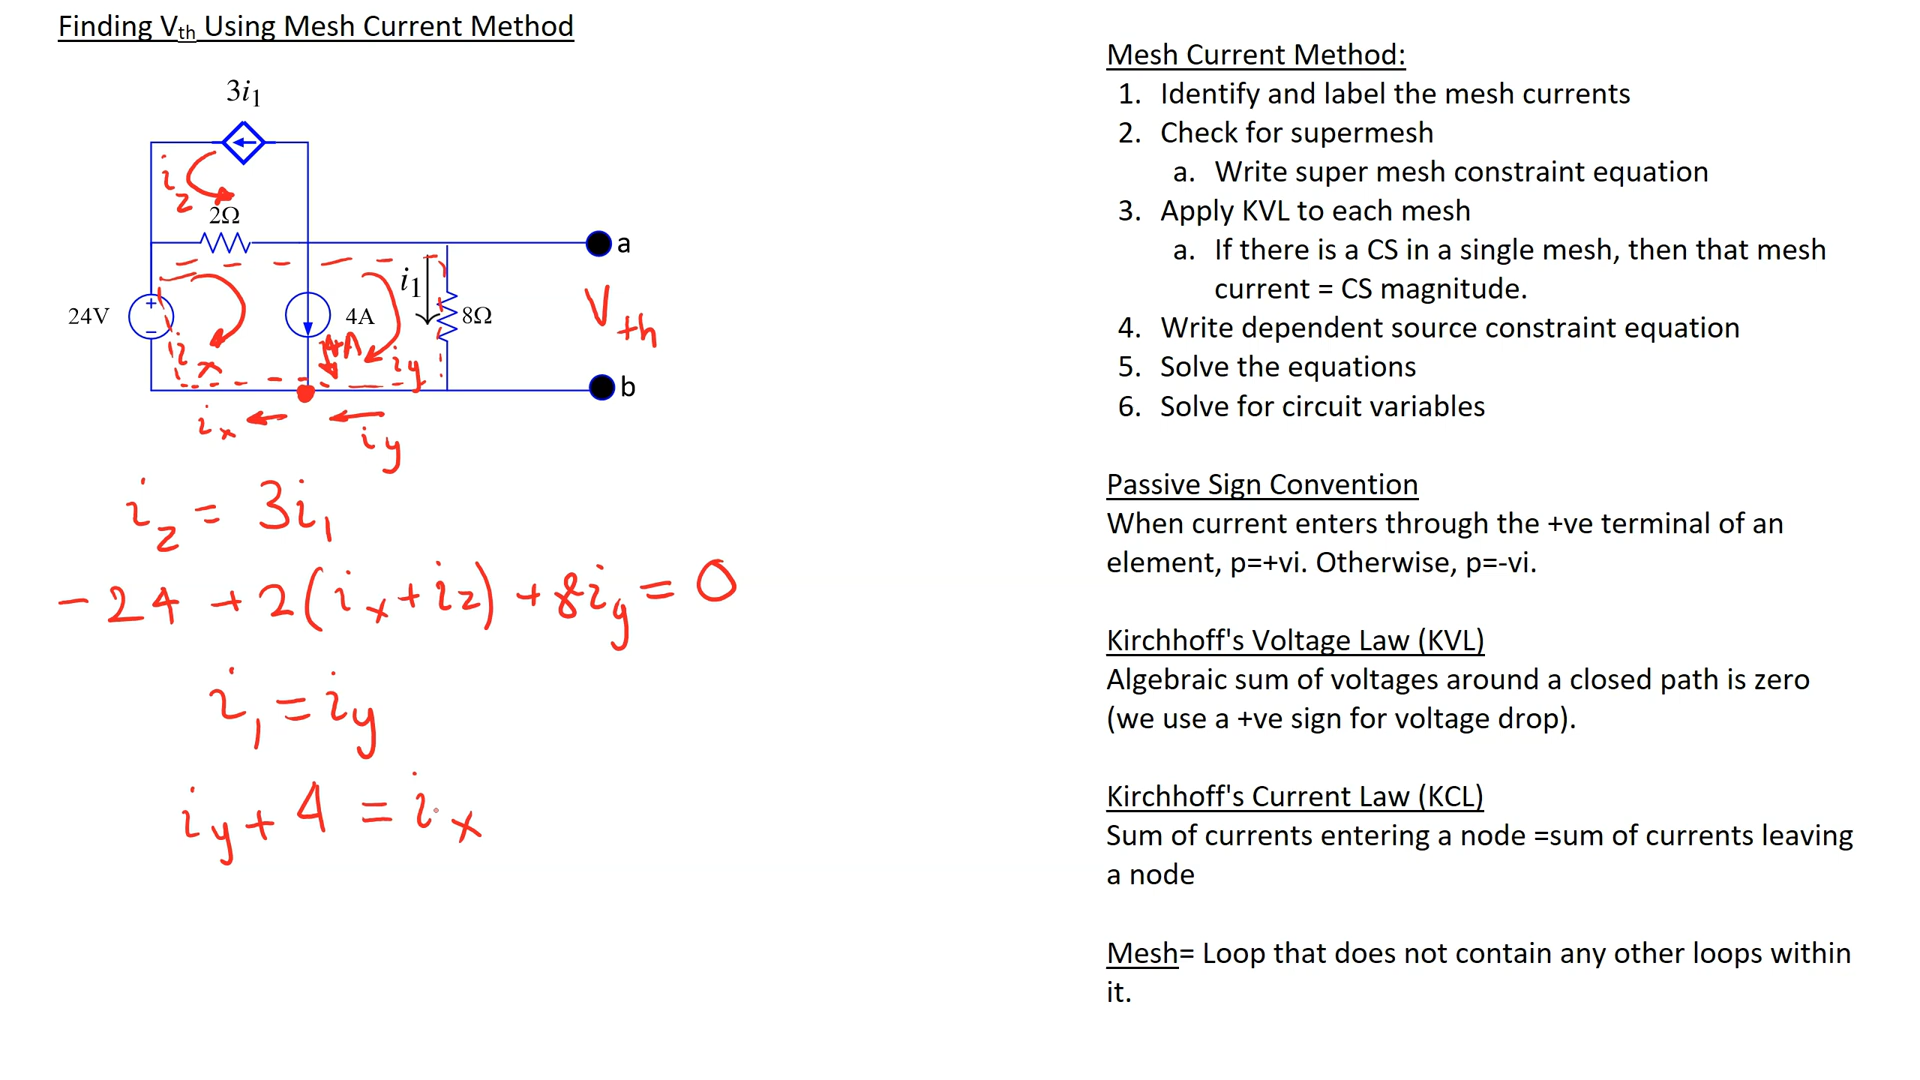 Finding Vth Using Mesh Current Method
3i1
iz
2Ω
a
i1
24V
4A
8Ω
Vth
4A
ix
iy
b
ix
iy
iz = 3i1
-24 + 2(ix+iz) + 8iy = 0
i1 = iy
iy + 4 = ix
Mesh Current Method:
1. Identify and label the mesh currents
2. Check for supermesh
a. Write super mesh constraint equation
3. Apply KVL to each mesh
a. If there is a CS in a single mesh, then that mesh
current = CS magnitude.
4. Write dependent source constraint equation
5. Solve the equations
6. Solve for circuit variables
Passive Sign Convention
When current enters through the +ve terminal of an
element, p=+vi. Otherwise, p=-vi.
Kirchhoff's Voltage Law (KVL)
Algebraic sum of voltages around a closed path is zero
(we use a +ve sign for voltage drop).
Kirchhoff's Current Law (KCL)
Sum of currents entering a node =sum of currents leaving
a node
Mesh= Loop that does not contain any other loops within
it.